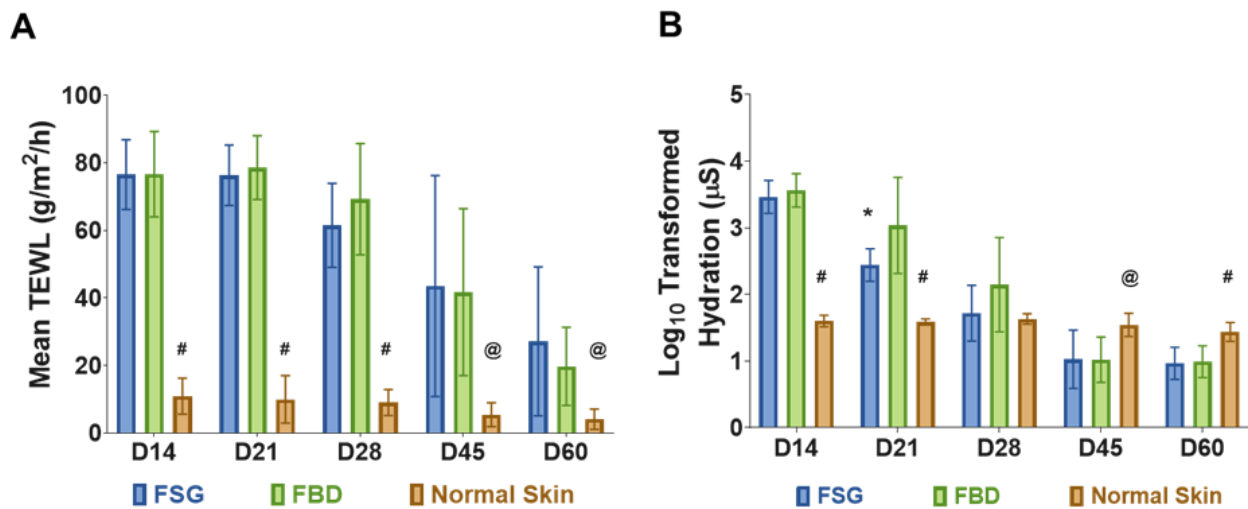 A
Mean TEWL (g/m²/h)
100
80
60
40
20
0
# # # @ @
D14 D21 D28 D45 D60
FSG FBD Normal Skin
B
Log₁₀ Transformed
Hydration (µS)
5
4
3
2
1
0
# * # @ #
D14 D21 D28 D45 D60
FSG FBD Normal Skin